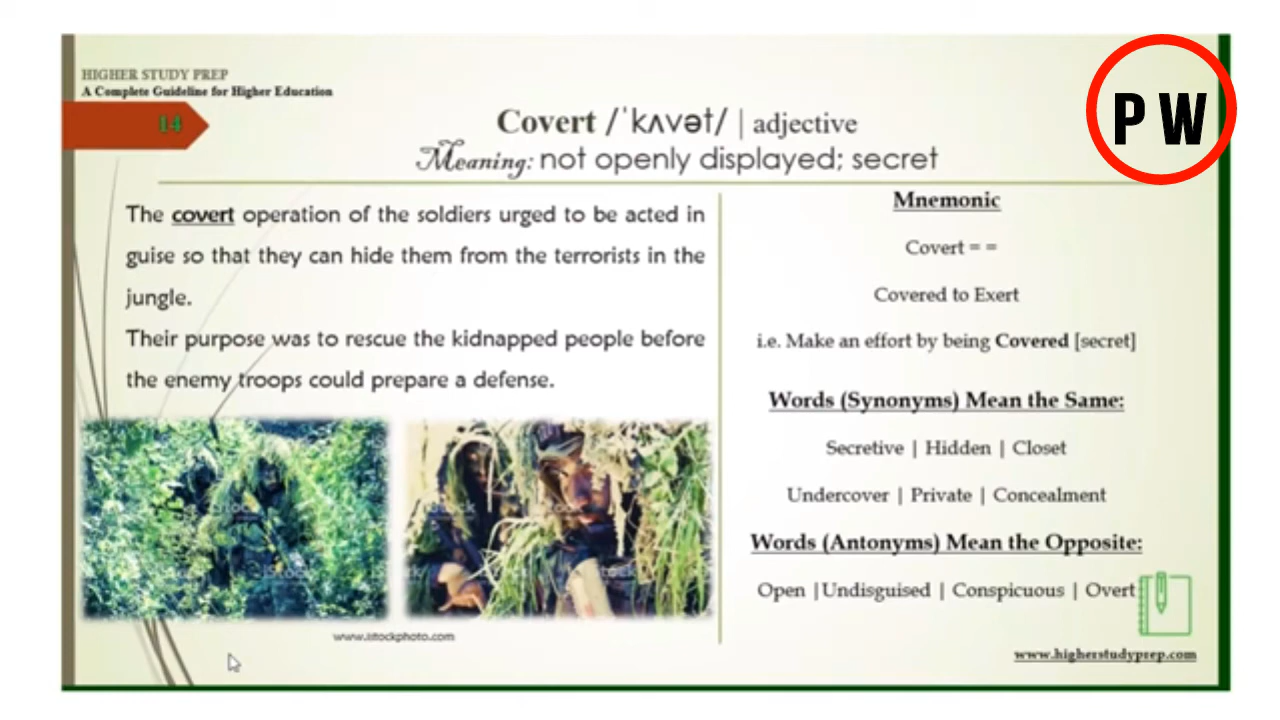 HIGHER STUDY PREP
A Complete Guideline for Higher Education
14
P W
Covert /ˈkʌvət/ | adjective
Meaning: not openly displayed; secret
The covert operation of the soldiers urged to be acted in
guise so that they can hide them from the terrorists in the
jungle.
Their purpose was to rescue the kidnapped people before
the enemy troops could prepare a defense.
iStock
iStock
iStock
iStock
www.istockphoto.com
Mnemonic
Covert = =
Covered to Exert
i.e. Make an effort by being Covered [secret]
Words (Synonyms) Mean the Same:
Secretive | Hidden | Closet
Undercover | Private | Concealment
Words (Antonyms) Mean the Opposite:
Open |Undisguised | Conspicuous | Overt
www.higherstudyprep.com